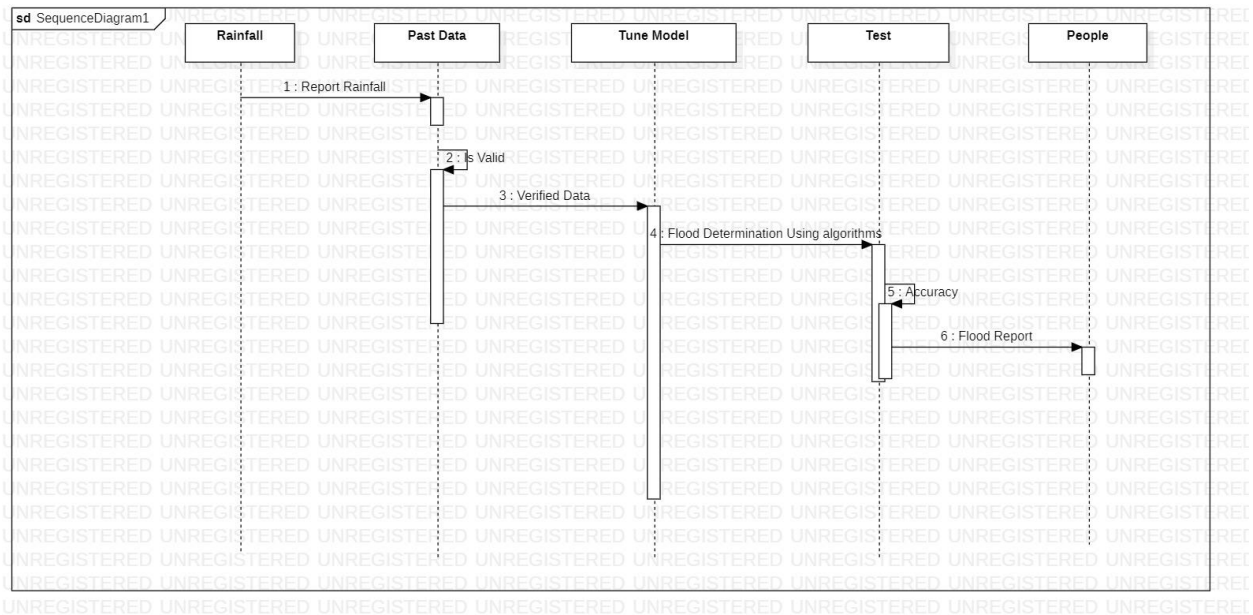 sd SequenceDiagram1
Rainfall
Past Data
Tune Model
Test
People
1 : Report Rainfall
2 : Is Valid
3 : Verified Data
4 : Flood Determination Using algorithms
5 : Accuracy
6 : Flood Report
UNREGISTERED